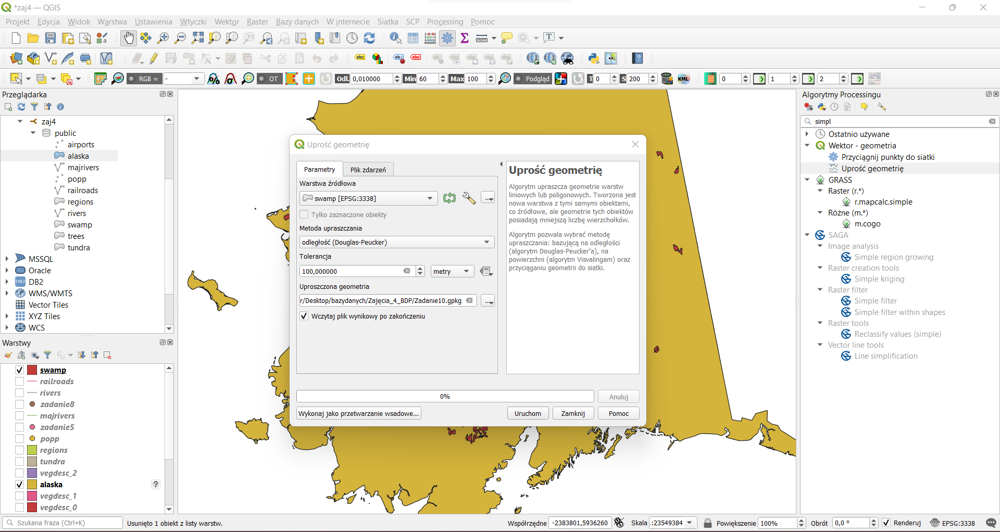 *zaj4 — QGIS
Projekt Edycja Widok Warstwa Ustawienia Wtyczki Wektor Raster Bazy danych W internecie Siatka SCP Processing Pomoc
RGB = - OT Odl. 0,010000 Min 60 Max 100 Podgląd T 0 S 200 KML 0 1 2
Przeglądarka
zaj4
public
airports
alaska
majrivers
popp
railroads
regions
rivers
swamp
trees
tundra
MSSQL
Oracle
DB2
WMS/WMTS
Vector Tiles
XYZ Tiles
WCS
Warstwy
swamp
railroads
rivers
zadanie8
majrivers
zadanie5
popp
regions
tundra
vegdesc_2
alaska
vegdesc_1
vegdesc_0
Uprość geometrię
Parametry Plik zdarzeń
Warstwa źródłowa
swamp [EPSG:3338]
Tylko zaznaczone obiekty
Metoda upraszczania
odległość (Douglas-Peucker)
Tolerancja
100,000000 metry
Uproszczona geometria
r/Desktop/bazydanych/Zajęcia_4_BDP/Zadanie10.gpkg
Wczytaj plik wynikowy po zakończeniu
Uprość geometrię
Algorytm upraszcza geometrie warstw
liniowych lub poligonowych. Tworzona jest
nowa warstwa z tymi samymi obiektami,
co źródłowe, ale geometrie tych obiektów
posiadają mniejszą liczbę wierzchołków.
Algorytm pozwala wybrać metodę
upraszczania: bazującą na odległości
(algorytm Douglas-Peucker'a), na
powierzchni (algorytm Visvalingam) oraz
przyciąganiu geometrii do siatki.
0% Anuluj
Wykonaj jako przetwarzanie wsadowe... Uruchom Zamknij Pomoc
Algorytmy Processingu
simpl
Ostatnio używane
Wektor - geometria
Przyciągnij punkty do siatki
Uprość geometrię
GRASS
Raster (r.*)
r.mapcalc.simple
Różne (m.*)
m.cogo
SAGA
Image analysis
Simple region growing
Raster creation tools
Simple kriging
Raster filter
Simple filter
Simple filter within shapes
Raster tools
Reclassify values (simple)
Vector line tools
Line simplification
Szukana fraza (Ctrl+K) Usunięto 1 obiekt z listy warstw. Współrzędne -2383801,5936260 Skala :23549384 Powiększenie 100% Obrót 0,0 ° Renderuj EPSG:3338